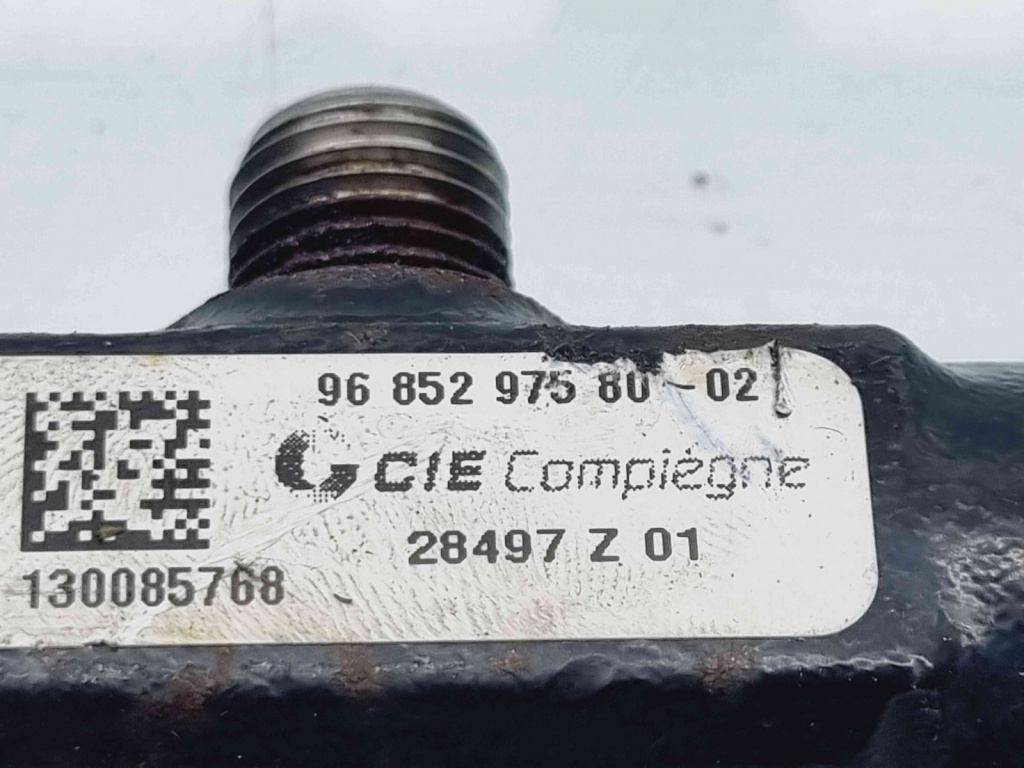 96 852 975 80-02
CIE Compiègne
28497 Z 01
130085768